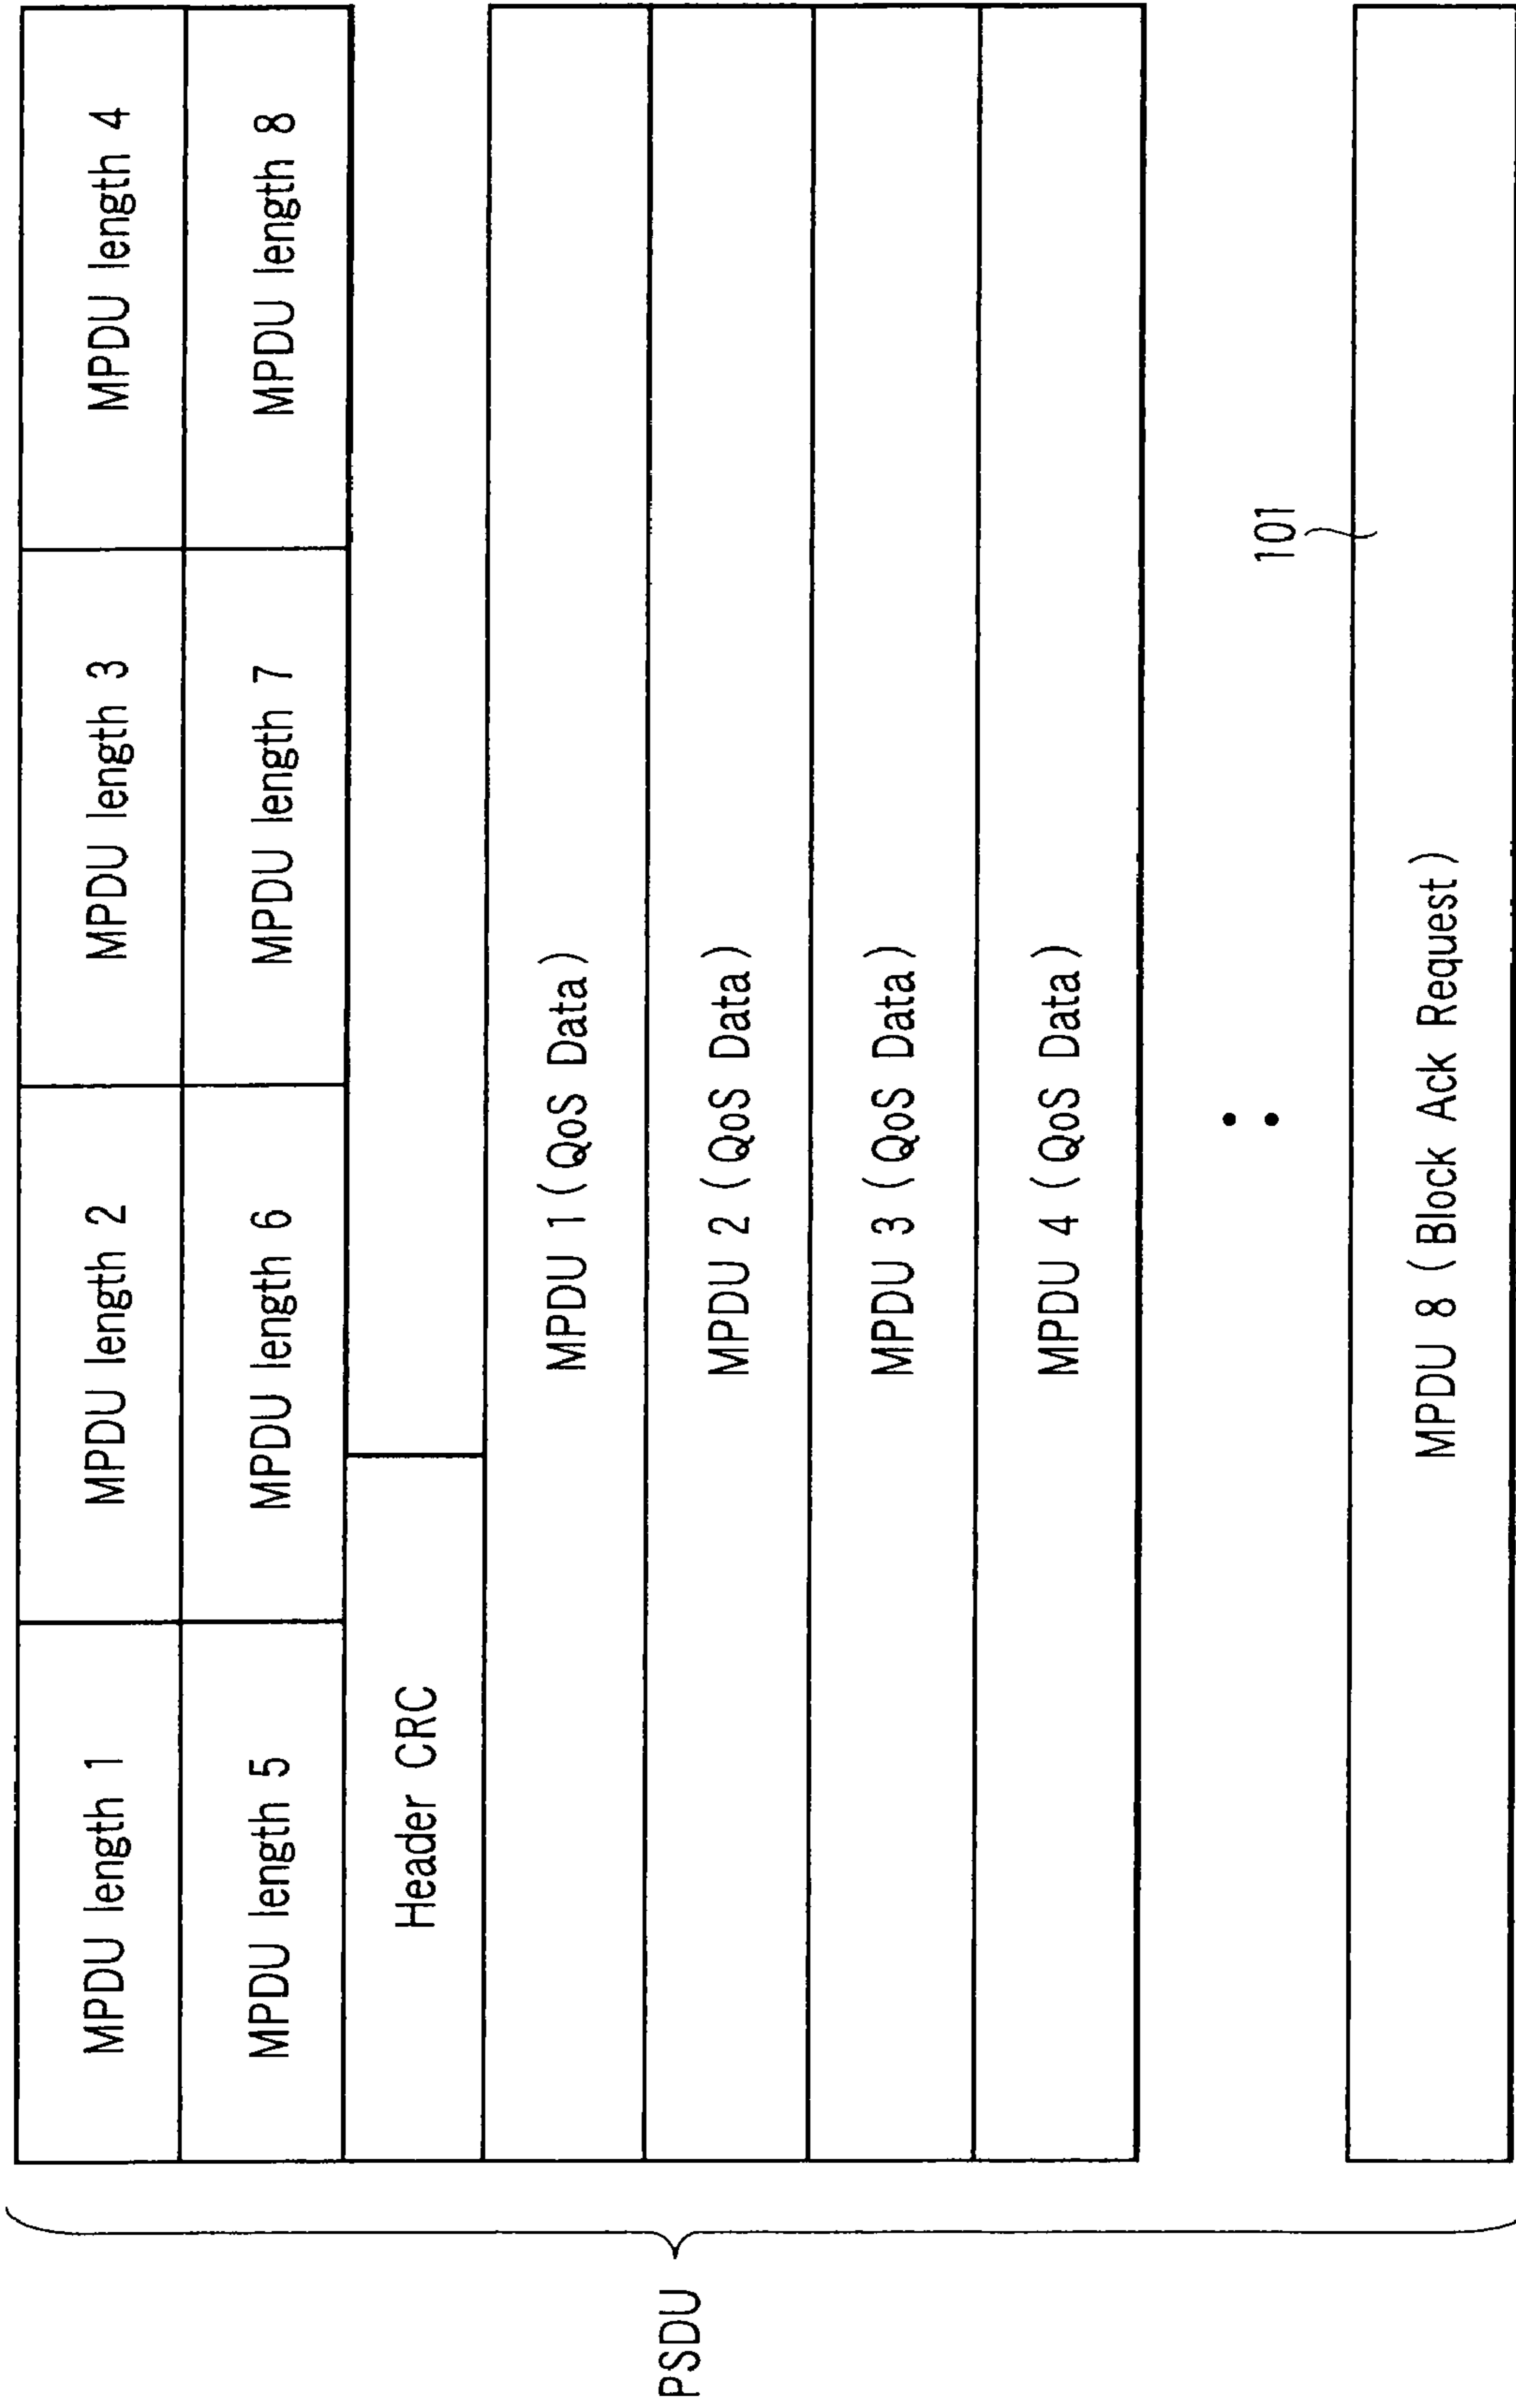 MPDU length 1
MPDU length 2
MPDU length 3
MPDU length 4
MPDU length 5
MPDU length 6
MPDU length 7
MPDU length 8
Header CRC
MPDU 1 (QoS Data)
MPDU 2 (QoS Data)
MPDU 3 (QoS Data)
MPDU 4 (QoS Data)
101
MPDU 8 (Block Ack Request)
PSDU